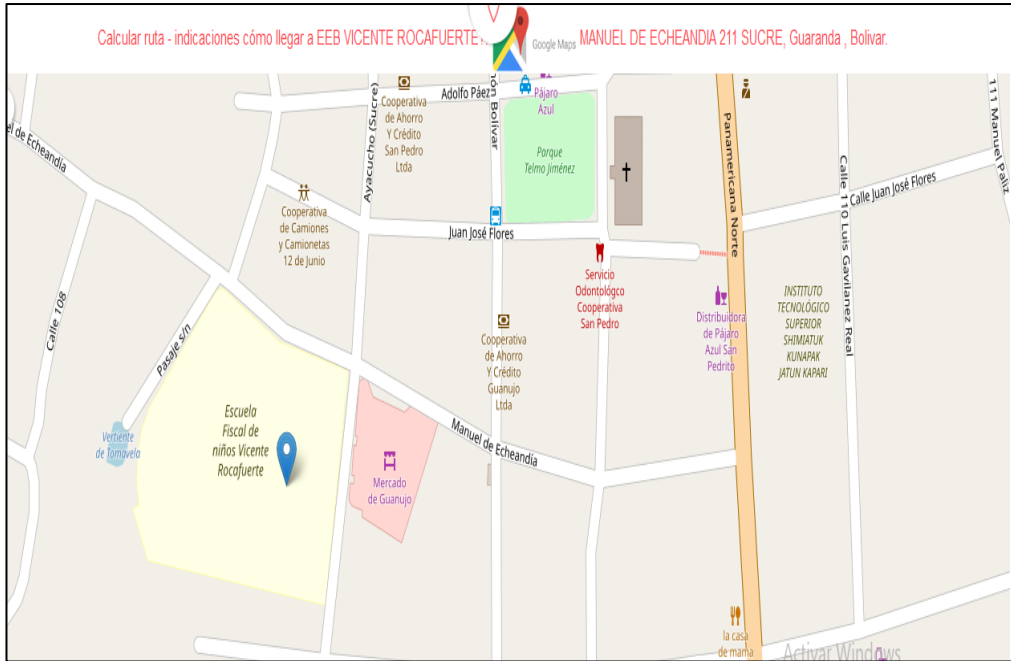 Calcular ruta - indicaciones cómo llegar a EEB VICENTE ROCAFUERTE
Google Maps
MANUEL DE ECHEANDIA 211 SUCRE, Guaranda , Bolivar.
Adolfo Páez
Pájaro
Azul
Cooperativa
de Ahorro
Y Crédito
San Pedro
Ltda
Ayacucho (Sucre)
ón Bolívar
Parque
Telmo Jiménez
Panamericana Norte
111 Manuel Paliz
el de Echeandia
Calle Juan José Flores
Calle 110 Luis Gavilanez Real
Cooperativa
de Camiones
y Camionetas
12 de Junio
Juan José Flores
Servicio
Odontológco
Cooperativa
San Pedro
Distribuidora
de Pájaro
Azul San
Pedrito
INSTITUTO
TECNOLÓGICO
SUPERIOR
SHIMIATUK
KUNAPAK
JATUN KAPARI
Calle 108
Pasaje s/n
Cooperativa
de Ahorro
Y Crédito
Guanujo
Ltda
Escuela
Fiscal de
niños Vicente
Rocafuerte
Vertiente
de Tomavela
Manuel de Echeandía
Mercado
de Guanujo
la casa
de mama
Activar Windows